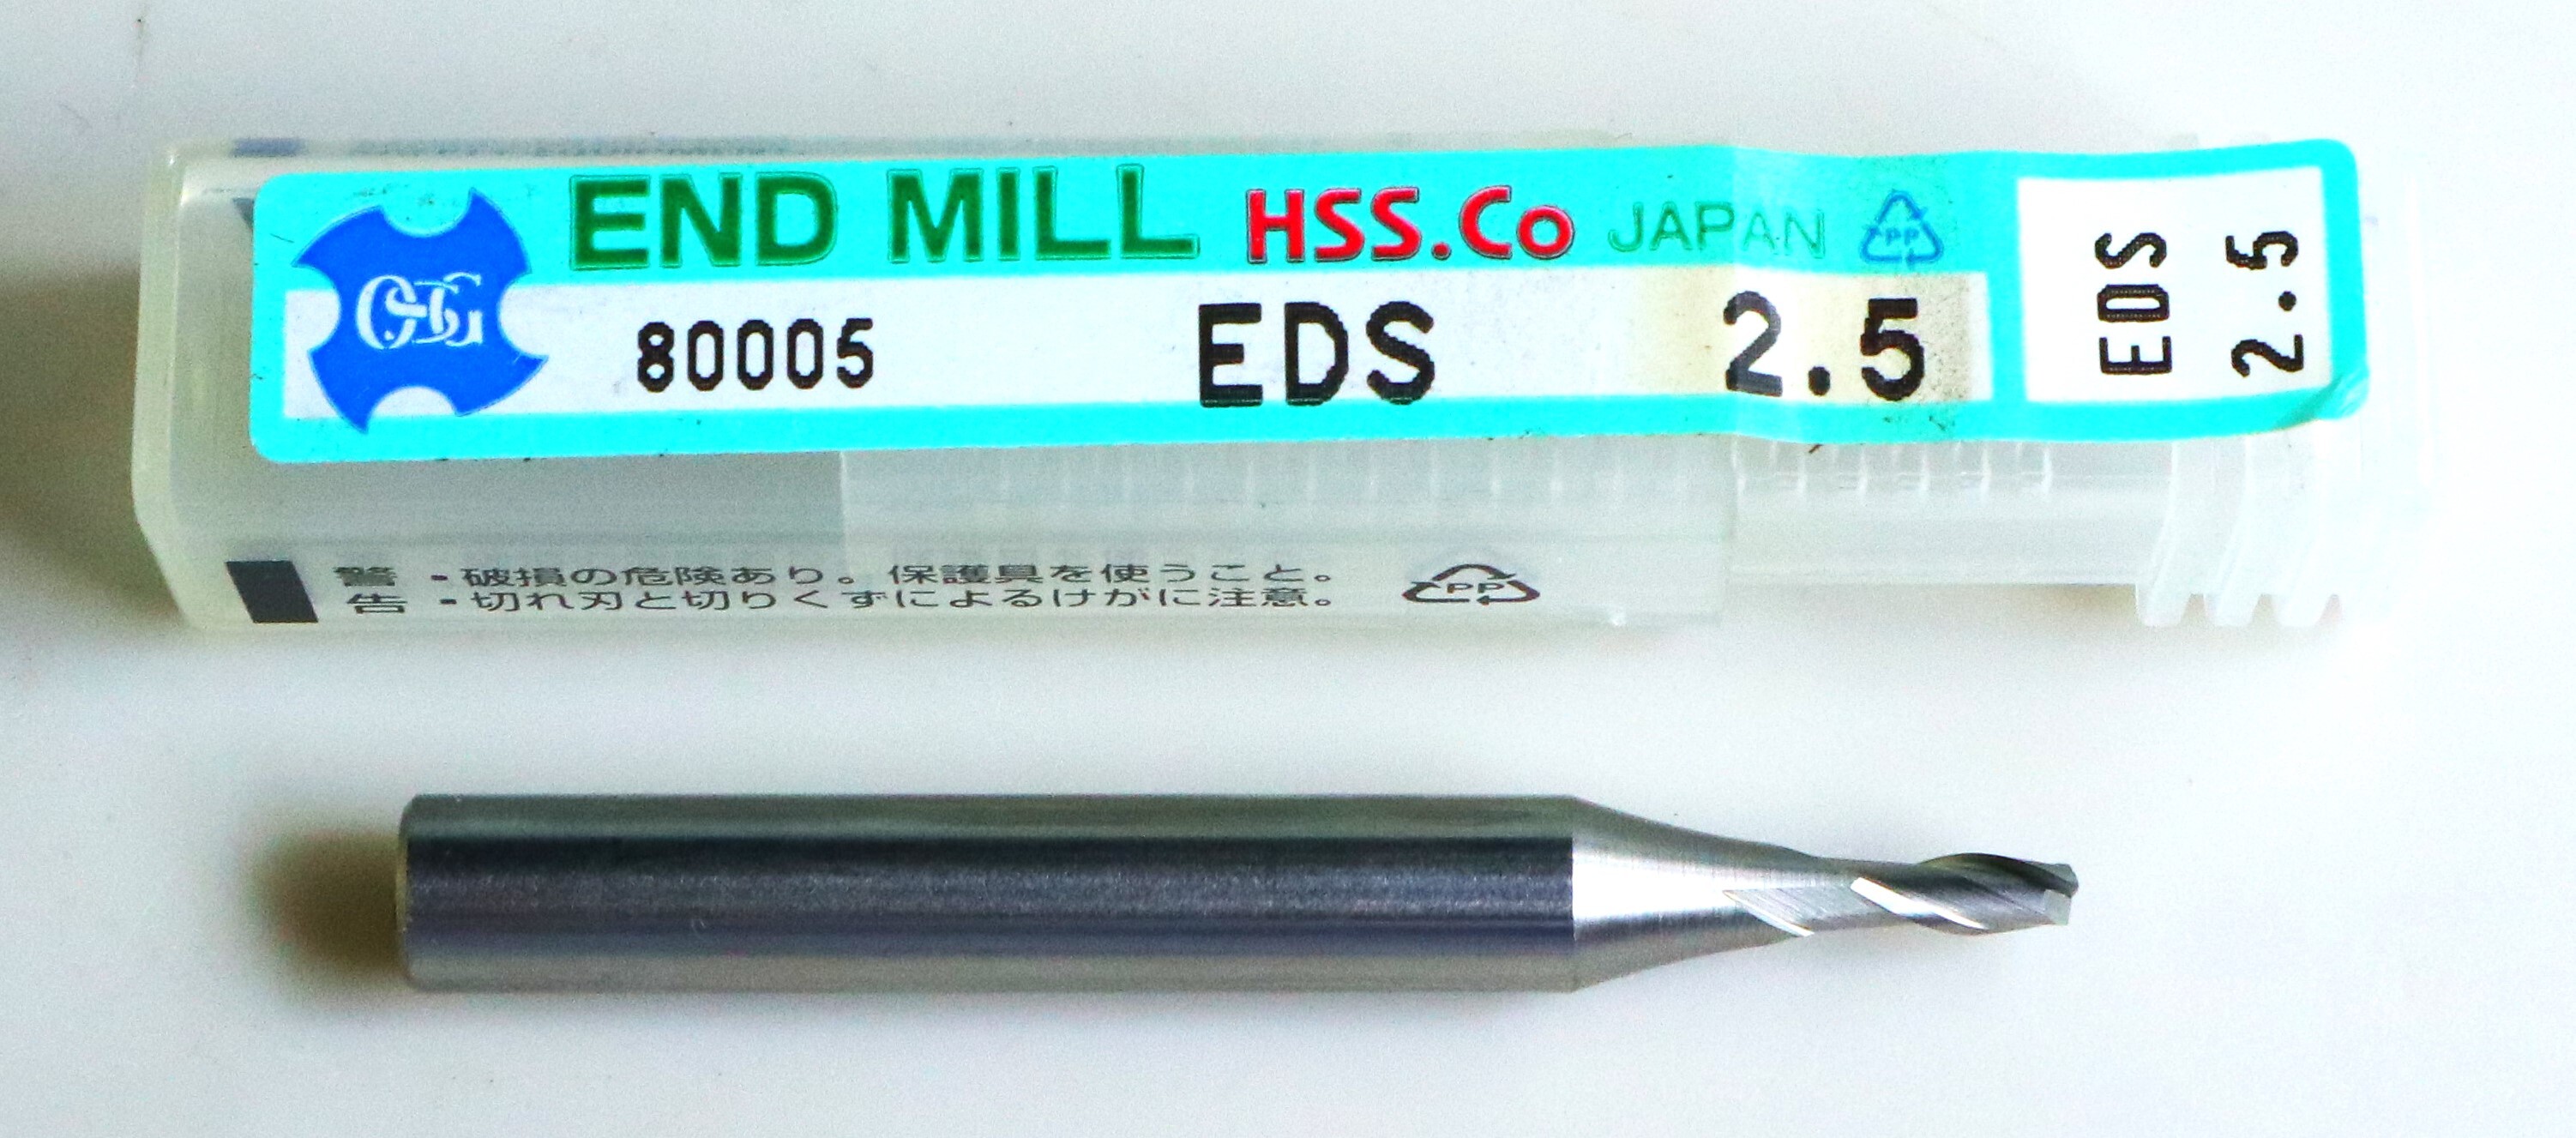 OSG
END MILL HSS.Co JAPAN PP
80005 EDS 2.5
EDS
2.5
警告
・破損の危険あり。保護具を使うこと。
・切れ刃と切りくずによるけがに注意。
PP